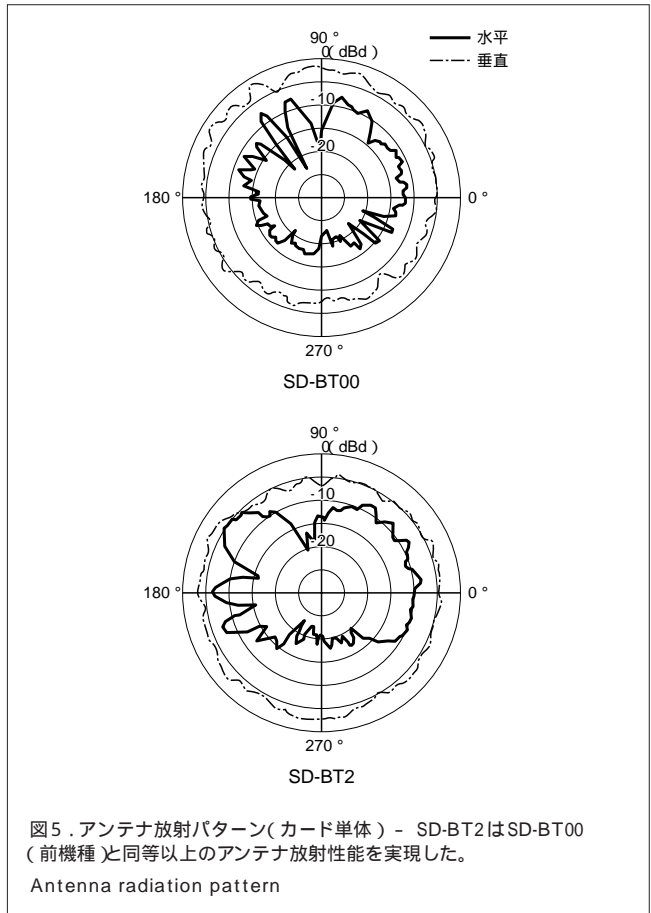 90 °
0( dBd )
水平
垂直
-10
-20
180 °
0 °
270 °
SD-BT00
90 °
0( dBd )
-10
-20
180 °
0 °
270 °
SD-BT2
図5．アンテナ放射パターン( カード単体 ) － SD-BT2はSD-BT00
( 前機種 )と同等以上のアンテナ放射性能を実現した。
Antenna radiation pattern